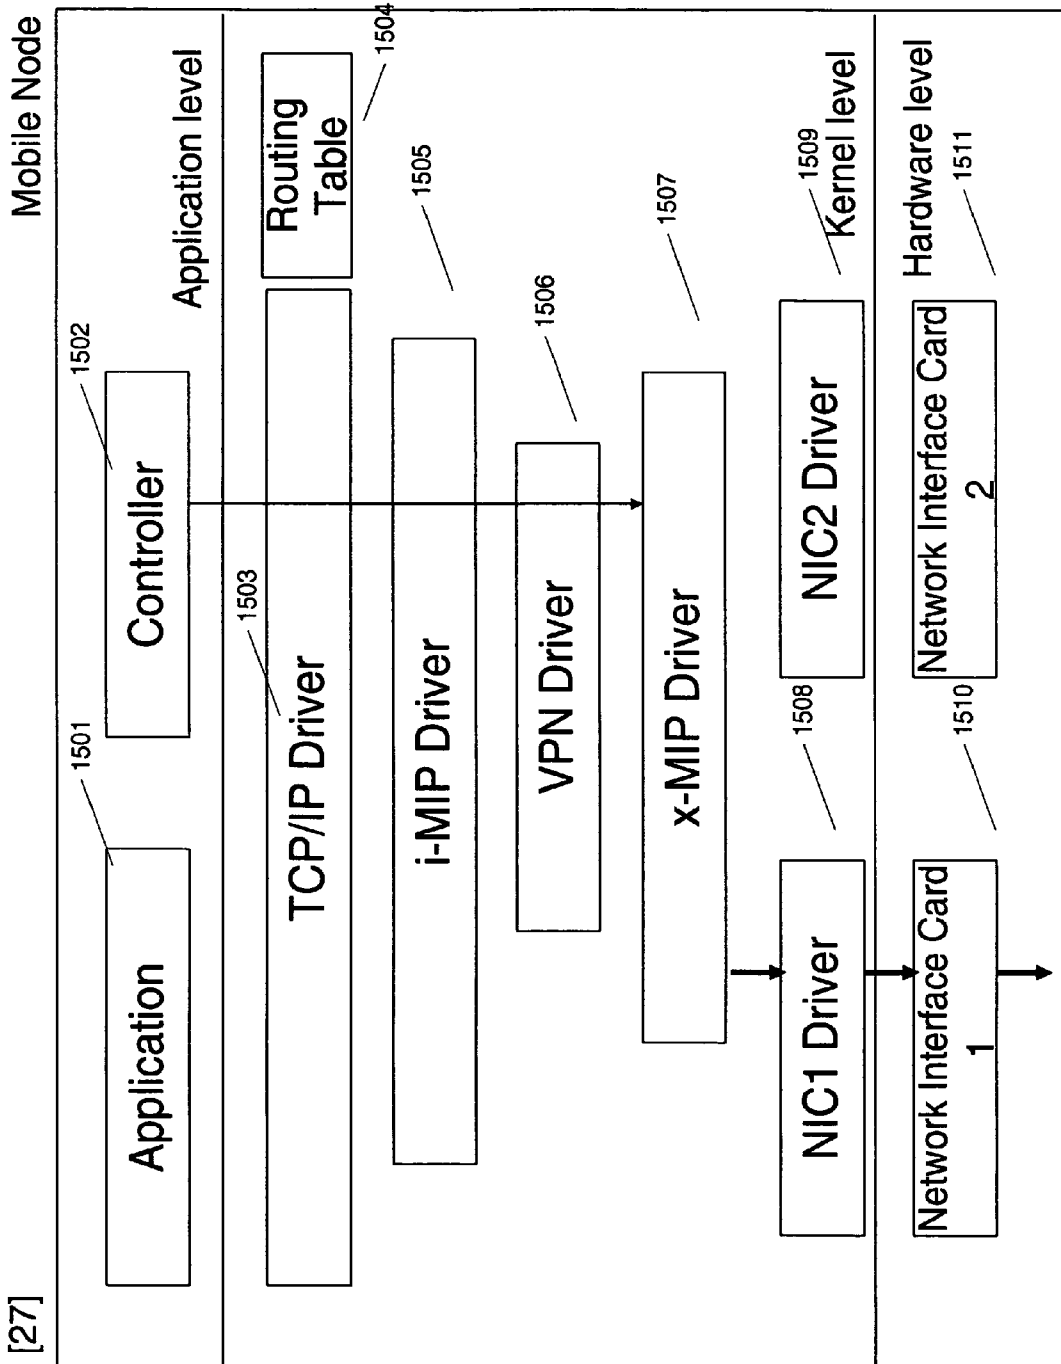 [27]
Mobile Node
Application level
1501
Application
1502
Controller
1503
TCP/IP Driver
Routing
Table
1504
1505
i-MIP Driver
1506
VPN Driver
1507
x-MIP Driver
1508
NIC1 Driver
1509
NIC2 Driver
Kernel level
Hardware level
1510
Network Interface Card
1
1511
Network Interface Card
2